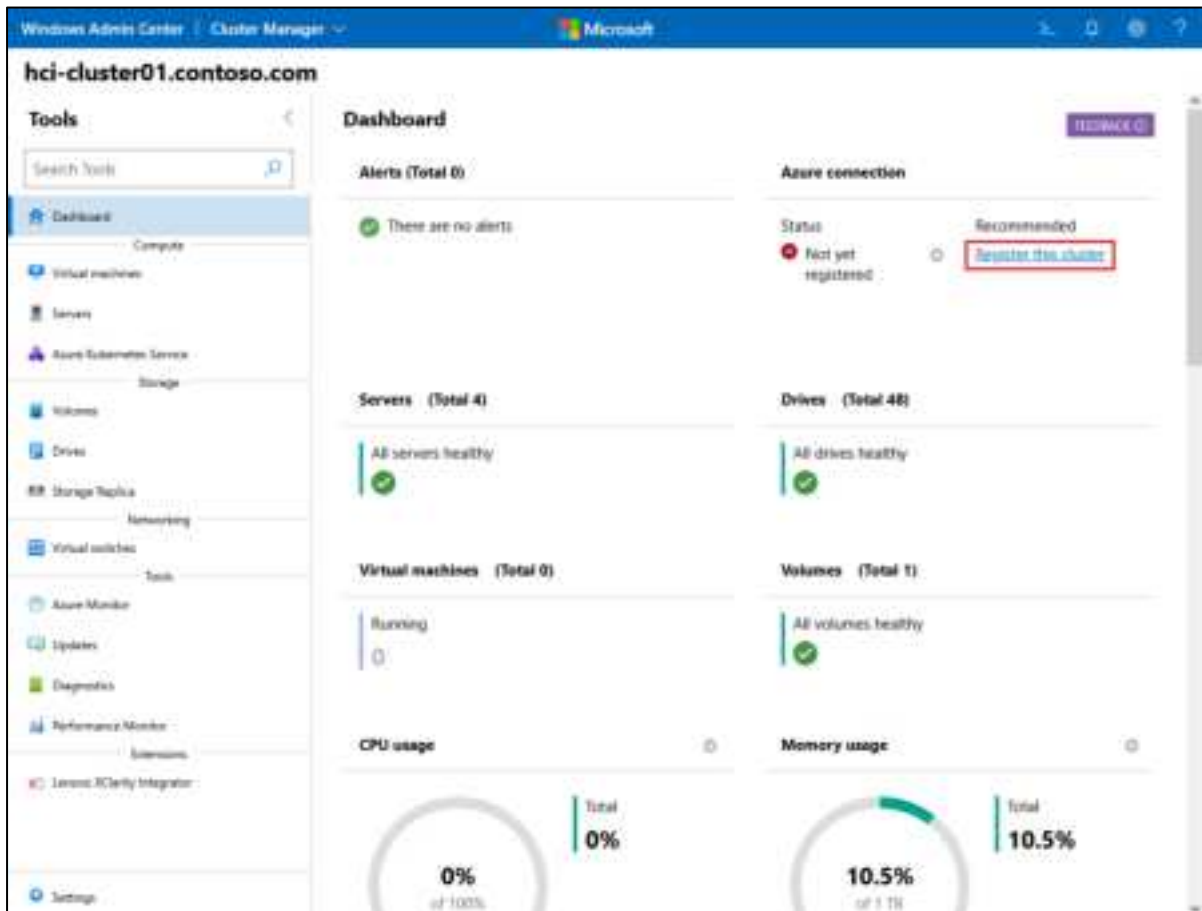 Windows Admin Center | Cluster Manager
Microsoft
hci-cluster01.contoso.com
Tools
Search Tools
Dashboard
Compute
Virtual machines
Servers
Azure Kubernetes Service
Storage
Volumes
Drives
Storage Replica
Networking
Virtual switches
Tools
Azure Monitor
Updates
Diagnostics
Performance Monitor
Extensions
Lenovo XClarity Integrator
Settings
Dashboard
FEEDBACK
Alerts (Total 0)
There are no alerts
Azure connection
Status
Not yet
registered
Recommended
Register this cluster
Servers (Total 4)
All servers healthy
Drives (Total 48)
All drives healthy
Virtual machines (Total 0)
Running
0
Volumes (Total 1)
All volumes healthy
CPU usage
0%
of 100%
Total
0%
Memory usage
10.5%
of 1 TB
Total
10.5%